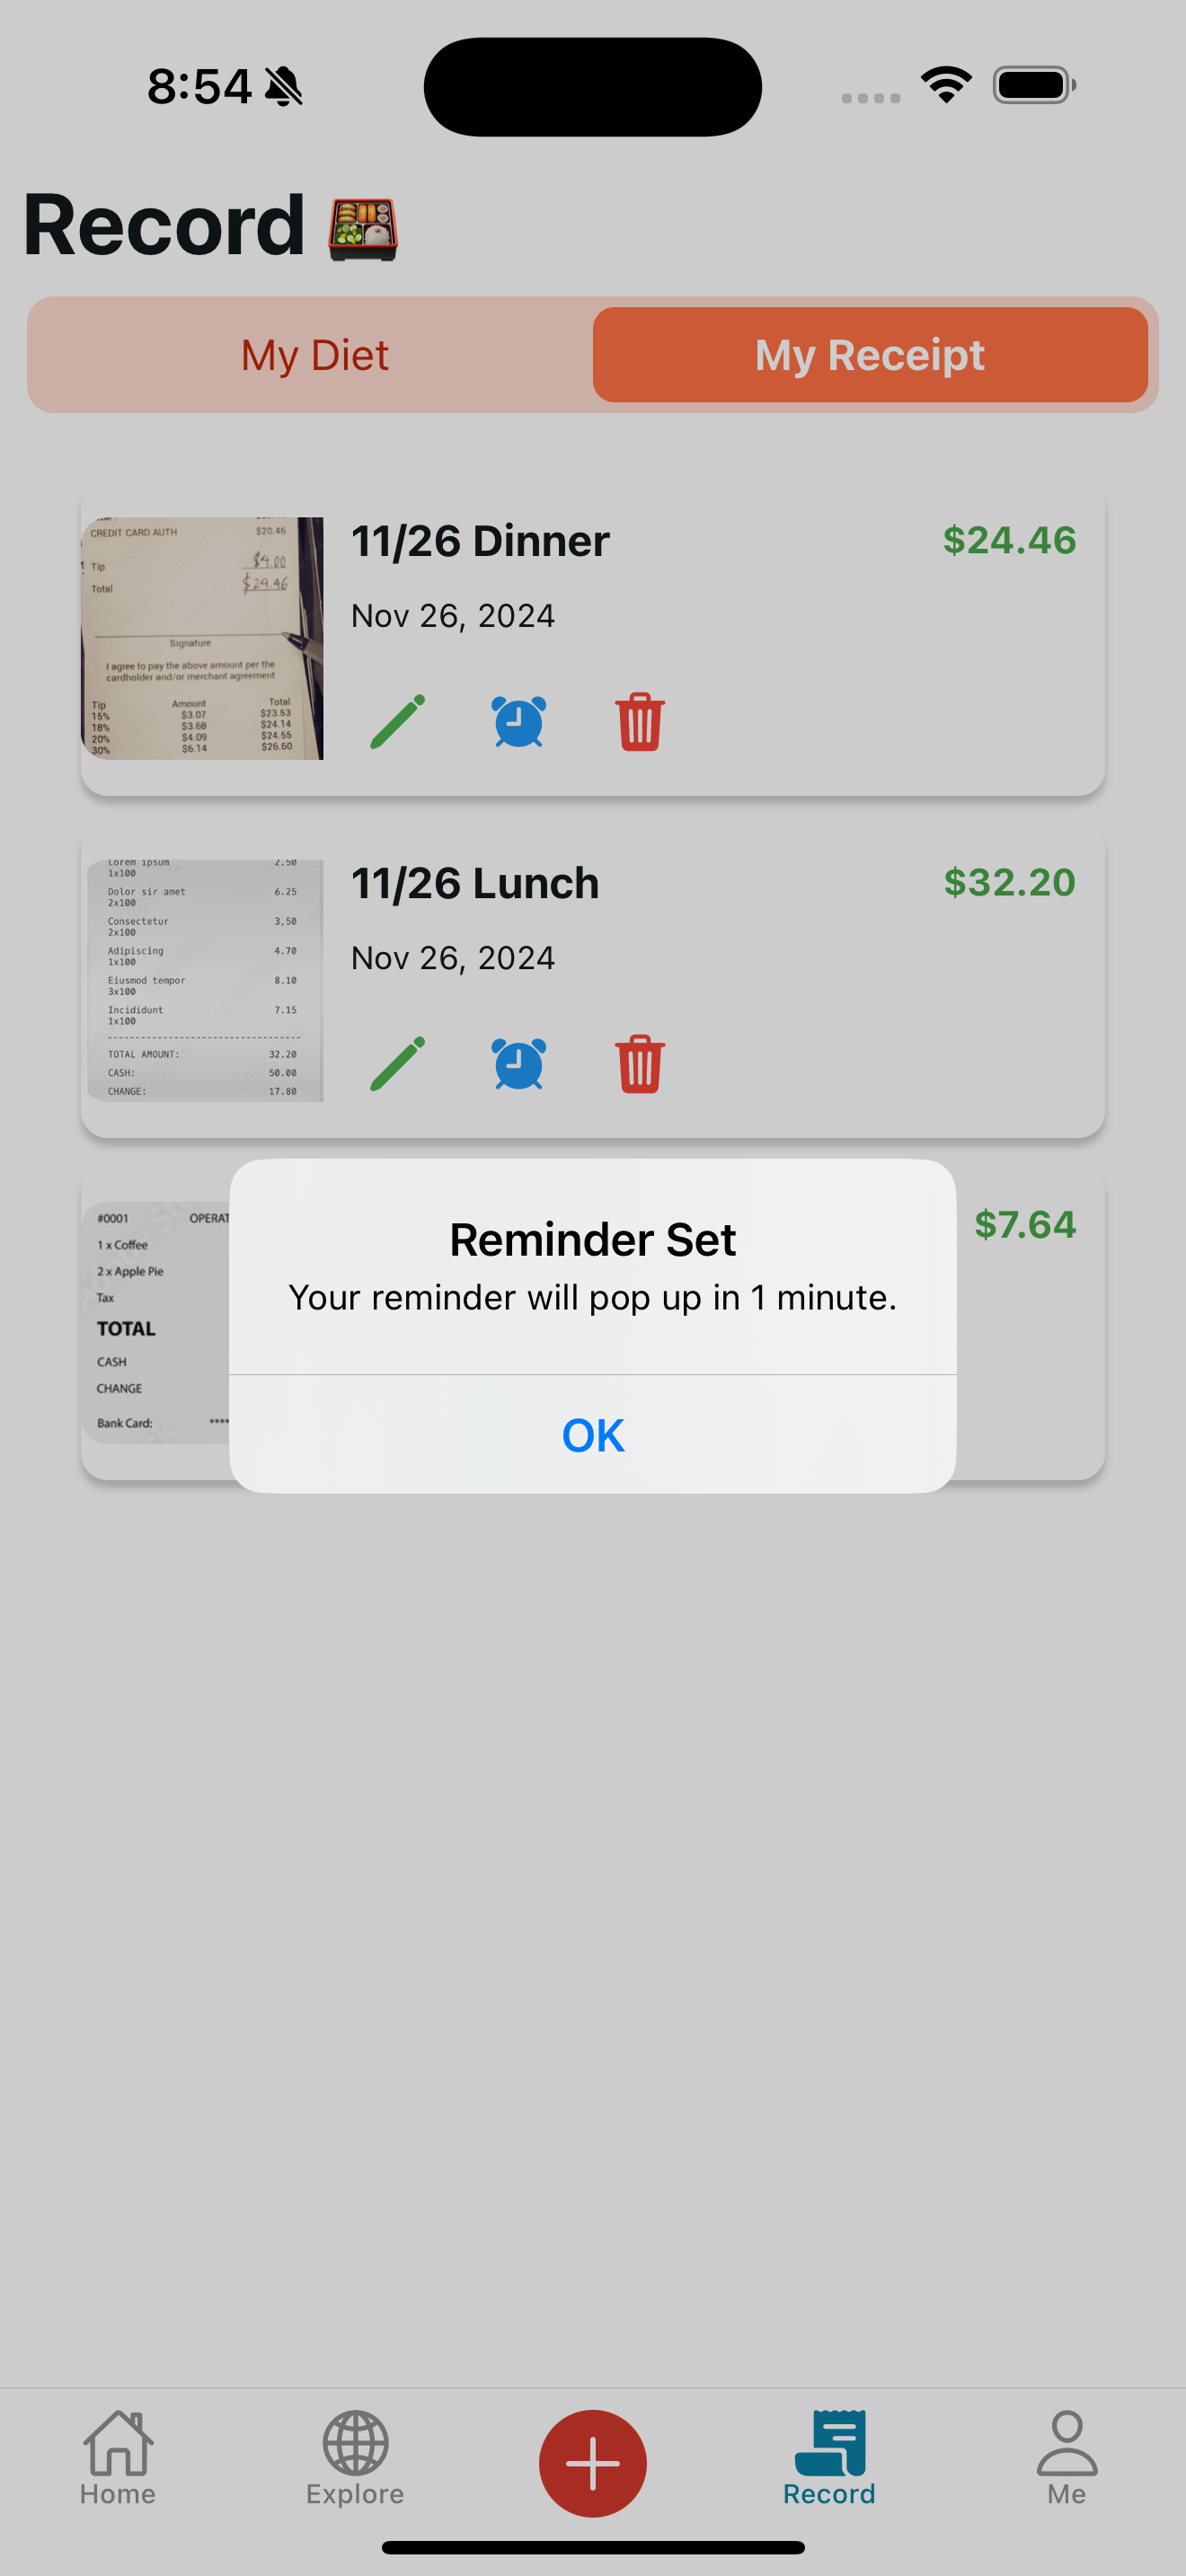 8:54
Record
My Diet
My Receipt
CREDIT CARD AUTH $20.46
Tip $4.00
Total $24.46
Signature
I agree to pay the above amount per the
cardholder and/or merchant agreement
Tip Amount Total
15% $3.07 $23.53
18% $3.68 $24.14
20% $4.09 $24.55
30% $6.14 $26.60
11/26 Dinner
$24.46
Nov 26, 2024
Lorem ipsum 2.50
1x100
Dolor sir amet 6.25
2x100
Consectetur 3,50
2x100
Adipiscing 4.70
1x100
Eiusmod tempor 8.10
3x100
Incididunt 7.15
1x100
TOTAL AMOUNT: 32.20
CASH: 50.00
CHANGE: 17.80
11/26 Lunch
$32.20
Nov 26, 2024
#0001 OPERAT
1 x Coffee
2 x Apple Pie
Tax
TOTAL
CASH
CHANGE
Bank Card: ****
$7.64
Reminder Set
Your reminder will pop up in 1 minute.
OK
Home
Explore
Record
Me